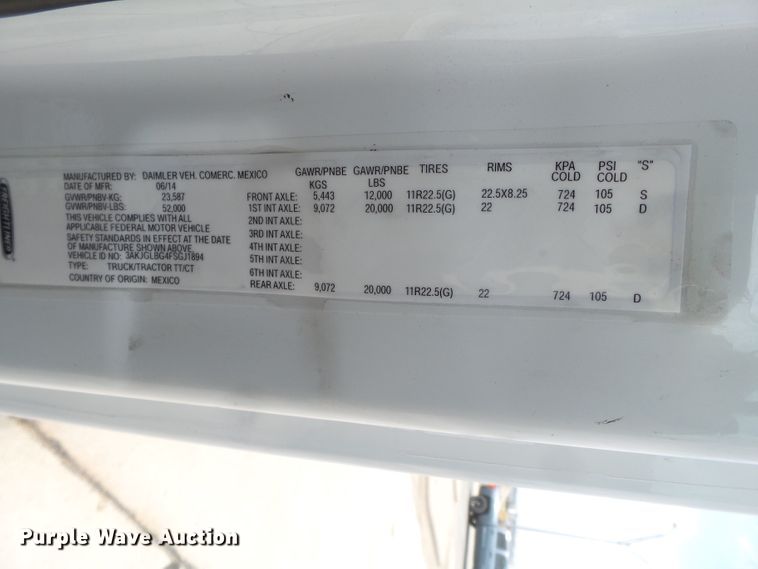 FREIGHTLINER
MANUFACTURED BY: DAIMLER VEH. COMERC. MEXICO
DATE OF MFR: 06/14
GVWR/PNBV-KG: 23,587
GVWR/PNBV-LBS: 52,000
THIS VEHICLE COMPLIES WITH ALL
APPLICABLE FEDERAL MOTOR VEHICLE
SAFETY STANDARDS IN EFFECT AT THE DATE
OF MANUFACTURE SHOWN ABOVE.
VEHICLE ID NO: 3AKJGLBG4FSGJ1894
TYPE: TRUCK/TRACTOR TT/CT
COUNTRY OF ORIGIN: MEXICO
GAWR/PNBE GAWR/PNBE TIRES RIMS KPA PSI "S"
KGS LBS COLD COLD
FRONT AXLE: 5,443 12,000 11R22.5(G) 22.5X8.25 724 105 S
1ST INT AXLE: 9,072 20,000 11R22.5(G) 22 724 105 D
2ND INT AXLE:
3RD INT AXLE:
4TH INT AXLE:
5TH INT AXLE:
6TH INT AXLE:
REAR AXLE: 9,072 20,000 11R22.5(G) 22 724 105 D
Purple Wave Auction